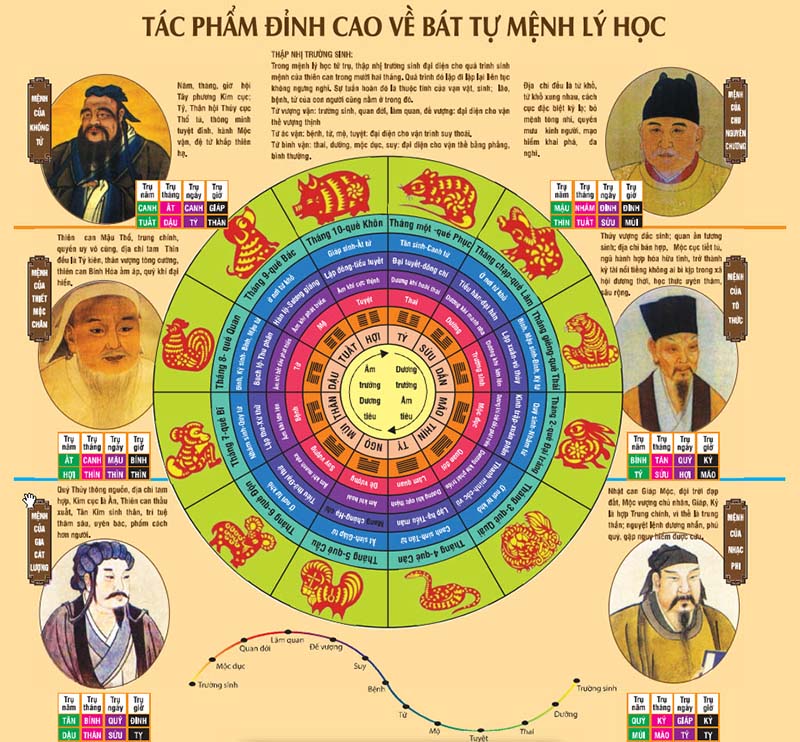 TÁC PHẨM ĐỈNH CAO VỀ BÁT TỰ MỆNH LÝ HỌC
THẬP NHỊ TRƯỜNG SINH:
Trong mệnh lý học tứ trụ, thập nhị trường sinh đại diện cho quá trình sinh
mệnh của thiên can trong mười hai tháng. Quá trình đó lặp đi lặp lại liên tục
không ngừng nghỉ. Sự tuần hoàn đó là thuộc tính của vạn vật, sinh; lão,
bệnh, tử của con người cũng nằm ở trong đó.
Tứ vượng vận: trường sinh, quan đới, lâm quan, đế vượng: đại diện cho vận
thế vượng thịnh
Tứ ác vận: bệnh, tử, mộ, tuyệt: đại diện cho vận trình suy thoái.
Tứ bình vận: thai, dưỡng, mộc dục, suy: đại diện cho vận thế bằng phẳng,
bình thường.
MỆNH
CỦA
KHỔNG
TỬ
Năm, tháng, giờ hội
Tây phương Kim cục;
Tý, Thân hội Thủy cục
Thổ tú, thông minh
tuyệt đỉnh, hành Mộc
vận, đệ tử khắp thiên
hạ.
Trụ năm Trụ tháng Trụ ngày Trụ giờ
CANH ẤT CANH GIÁP
TUẤT DẬU TÝ THÂN
Địa chi đều là tứ khố,
tứ khố xung nhau, cách
cục đặc biệt kỳ lạ; bỏ
mệnh tòng nhi, quyền
mưu kinh người, mạo
hiểm khai phá, đa
nghi.
MỆNH
CỦA
CHU
NGUYÊN
CHƯƠNG
Trụ năm Trụ tháng Trụ ngày Trụ giờ
MẬU NHÂM ĐINH ĐINH
THÌN TUẤT SỬU MÙI
Thiên can Mậu Thổ, trung chính,
quyền uy vô cùng, địa chi tam Thìn
đều là Tỷ kiên, thân vượng tòng cường,
thiên can Bính Hỏa ấm áp, quý khí đại
hiển.
MỆNH
CỦA
THIẾT
MỘC
CHÂN
Trụ năm Trụ tháng Trụ ngày Trụ giờ
ẤT CANH MẬU BÍNH
HỢI THÌN THÌN THÌN
Thủy vượng đắc sinh; quan ấn tương
sinh; địa chi bán hợp, Mộc cục tiết tú,
ngũ hành hợp hóa hữu tình, trở thành
kỳ tài nổi tiếng không ai bì kịp trong xã
hội đương thời, học thức uyên thâm,
sâu rộng.
MỆNH
CỦA
TÔ
THỨC
Trụ năm Trụ tháng Trụ ngày Trụ giờ
BÍNH TÂN QUÝ KỶ
TÝ SỬU HỢI MÃO
Quý Thủy thông nguồn, địa chi tam
hợp, Kim cục là Ấn, Thiên can thấu
xuất, Tân Kim sinh thân, trí tuệ
thâm sâu, uyên bác, phẩm cách
hơn người.
MỆNH
CỦA
GIA
CÁT
LƯỢNG
Trụ năm Trụ tháng Trụ ngày Trụ giờ
TÂN BÍNH QUÝ ĐINH
DẬU THÂN SỬU TỴ
Nhật can Giáp Mộc, đội trời đạp
đất, Mộc vượng chủ nhân, Giáp, Kỷ
là hợp Trung chính, vì thế là trung
thần; nguyệt lệnh dương nhẫn, phú
quý, gặp nguy hiểm được cứu.
MỆNH
CỦA
NHẠC
PHI
Trụ năm Trụ tháng Trụ ngày Trụ giờ
QUÝ KỶ GIÁP KỶ
MÙI MÃO TÝ TỴ
Tháng một -quẻ Phục
Tháng chạp-quẻ Lâm
Tháng giêng-quẻ Thái
Tháng 2-quẻ Đại tráng
Tháng 3-quẻ Quải
Tháng 4-quẻ Càn
Tháng 5-quẻ Cấu
Tháng 6-quẻ Độn
Tháng 7-quẻ Bĩ
Tháng 8- quẻ Quan
Tháng 9-quẻ Bác
Tháng 10-quẻ Khôn
Tân sinh-Canh tử
Giáp sinh-Ất tử
Canh sinh-Tân tử
Ất sinh-Giáp tử
Đại tuyết-đông chí
Tiểu hàn-đại hàn
Lập xuân-vũ thủy
Kinh trập-xuân phân
Thanh minh-cốc vũ
Lập Hạ-Tiểu mãn
Mang chủng-Hạ chí
Tiểu thử-Đại thử
Lập thu-Xử thử
Bạch lộ-Thu phân
Hàn lộ-Sương giáng
Lập đông-tiểu tuyết
Thai
Dưỡng
Trường sinh
Mộc dục
Quan đới
Lâm quan
Đế vượng
Suy vượng
Bệnh
Tử
Mộ
Tuyệt
TÝ
SỬU
DẦN
MÃO
THÌN
TỴ
NGỌ
MÙI
THÂN
DẬU
TUẤT
HỢI
Âm
trưởng
Dương
tiêu
Dương
trưởng
Âm
tiêu
Trường sinh
Mộc dục
Quan đới
Lâm quan
Đế vượng
Suy
Bệnh
Tử
Mộ
Tuyệt
Thai
Dưỡng
Trường sinh